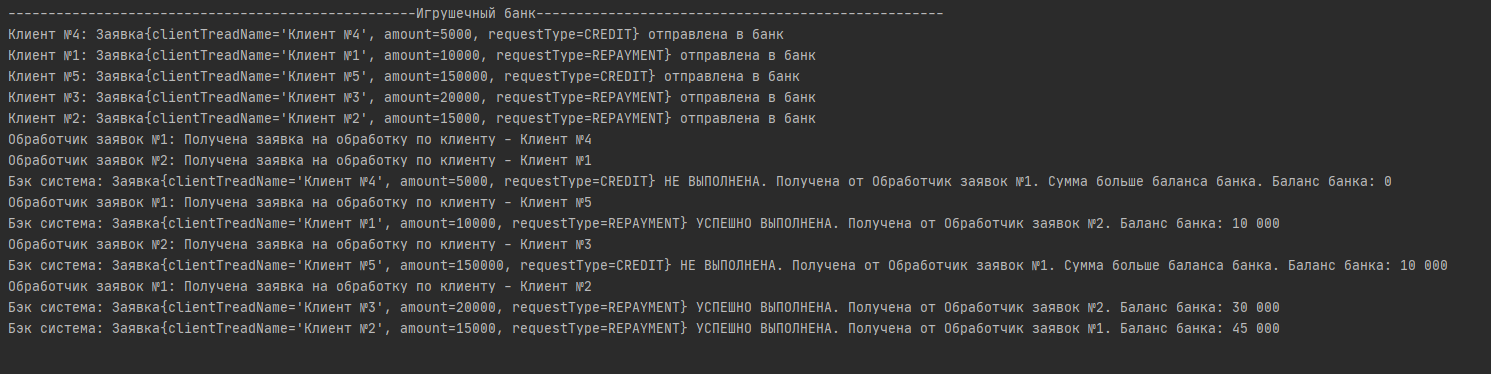 ---------------------------------------------------Игрушечный банк---------------------------------------------------
Клиент №4: Заявка{clientTreadName='Клиент №4', amount=5000, requestType=CREDIT} отправлена в банк
Клиент №1: Заявка{clientTreadName='Клиент №1', amount=10000, requestType=REPAYMENT} отправлена в банк
Клиент №5: Заявка{clientTreadName='Клиент №5', amount=150000, requestType=CREDIT} отправлена в банк
Клиент №3: Заявка{clientTreadName='Клиент №3', amount=20000, requestType=REPAYMENT} отправлена в банк
Клиент №2: Заявка{clientTreadName='Клиент №2', amount=15000, requestType=REPAYMENT} отправлена в банк
Обработчик заявок №1: Получена заявка на обработку по клиенту - Клиент №4
Обработчик заявок №2: Получена заявка на обработку по клиенту - Клиент №1
Бэк система: Заявка{clientTreadName='Клиент №4', amount=5000, requestType=CREDIT} НЕ ВЫПОЛНЕНА. Получена от Обработчик заявок №1. Сумма больше баланса банка. Баланс банка: 0
Обработчик заявок №1: Получена заявка на обработку по клиенту - Клиент №5
Бэк система: Заявка{clientTreadName='Клиент №1', amount=10000, requestType=REPAYMENT} УСПЕШНО ВЫПОЛНЕНА. Получена от Обработчик заявок №2. Баланс банка: 10 000
Обработчик заявок №2: Получена заявка на обработку по клиенту - Клиент №3
Бэк система: Заявка{clientTreadName='Клиент №5', amount=150000, requestType=CREDIT} НЕ ВЫПОЛНЕНА. Получена от Обработчик заявок №1. Сумма больше баланса банка. Баланс банка: 10 000
Обработчик заявок №1: Получена заявка на обработку по клиенту - Клиент №2
Бэк система: Заявка{clientTreadName='Клиент №3', amount=20000, requestType=REPAYMENT} УСПЕШНО ВЫПОЛНЕНА. Получена от Обработчик заявок №2. Баланс банка: 30 000
Бэк система: Заявка{clientTreadName='Клиент №2', amount=15000, requestType=REPAYMENT} УСПЕШНО ВЫПОЛНЕНА. Получена от Обработчик заявок №1. Баланс банка: 45 000